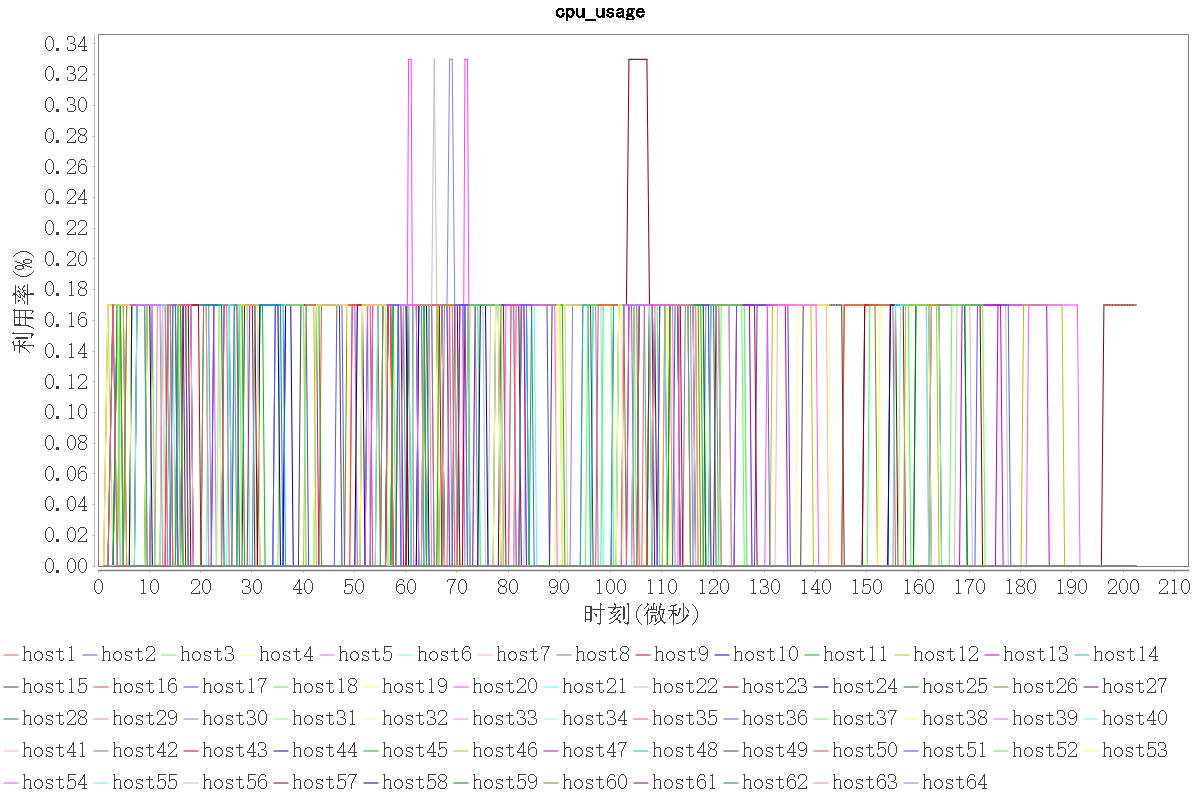 cpu_usage
0.34
0.32
0.30
0.28
0.26
0.24
0.22
0.20
0.18
0.16
0.14
0.12
0.10
0.08
0.06
0.04
0.02
0.00
利用率(%)
0 10 20 30 40 50 60 70 80 90 100 110 120 130 140 150 160 170 180 190 200 210
时刻(微秒)
host1 host2 host3 host4 host5 host6 host7 host8 host9 host10 host11 host12 host13 host14
host15 host16 host17 host18 host19 host20 host21 host22 host23 host24 host25 host26 host27
host28 host29 host30 host31 host32 host33 host34 host35 host36 host37 host38 host39 host40
host41 host42 host43 host44 host45 host46 host47 host48 host49 host50 host51 host52 host53
host54 host55 host56 host57 host58 host59 host60 host61 host62 host63 host64